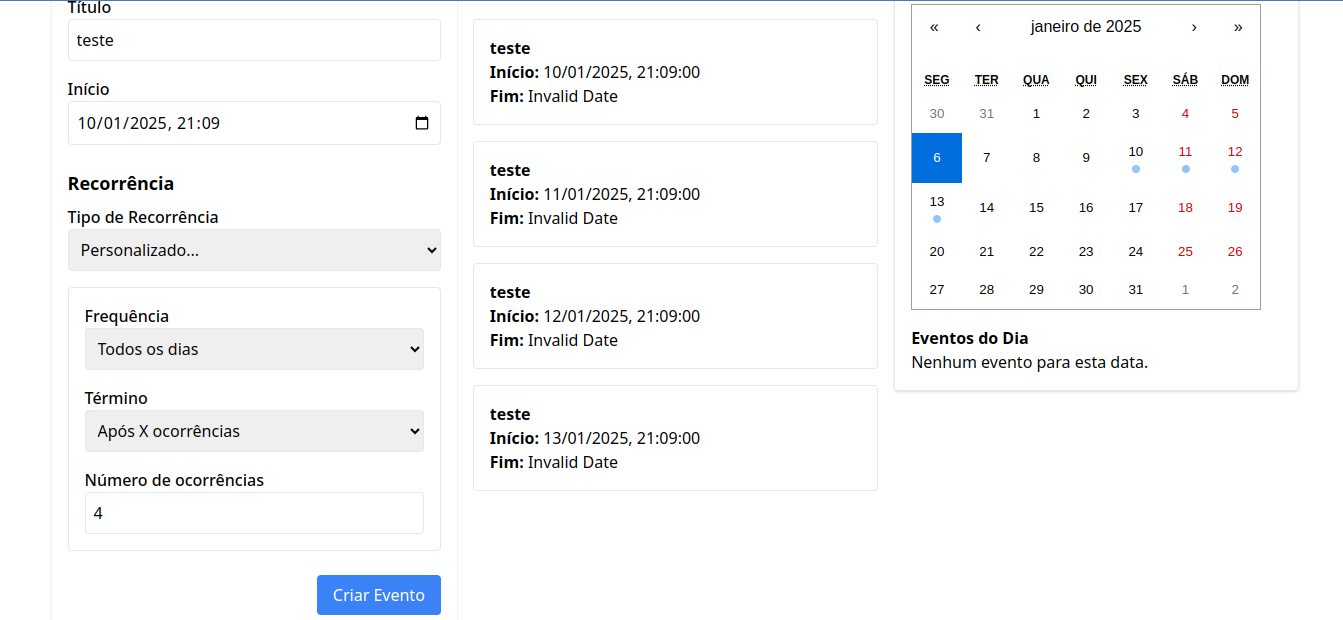 Título
teste
Início
10/01/2025, 21:09
Recorrência
Tipo de Recorrência
Personalizado...
Frequência
Todos os dias
Término
Após X ocorrências
Número de ocorrências
4
Criar Evento
teste
Início: 10/01/2025, 21:09:00
Fim: Invalid Date
teste
Início: 11/01/2025, 21:09:00
Fim: Invalid Date
teste
Início: 12/01/2025, 21:09:00
Fim: Invalid Date
teste
Início: 13/01/2025, 21:09:00
Fim: Invalid Date
« ‹ janeiro de 2025 › »
SEG TER QUA QUI SEX SÁB DOM
30 31 1 2 3 4 5
6 7 8 9 10 11 12
13 14 15 16 17 18 19
20 21 22 23 24 25 26
27 28 29 30 31 1 2
Eventos do Dia
Nenhum evento para esta data.